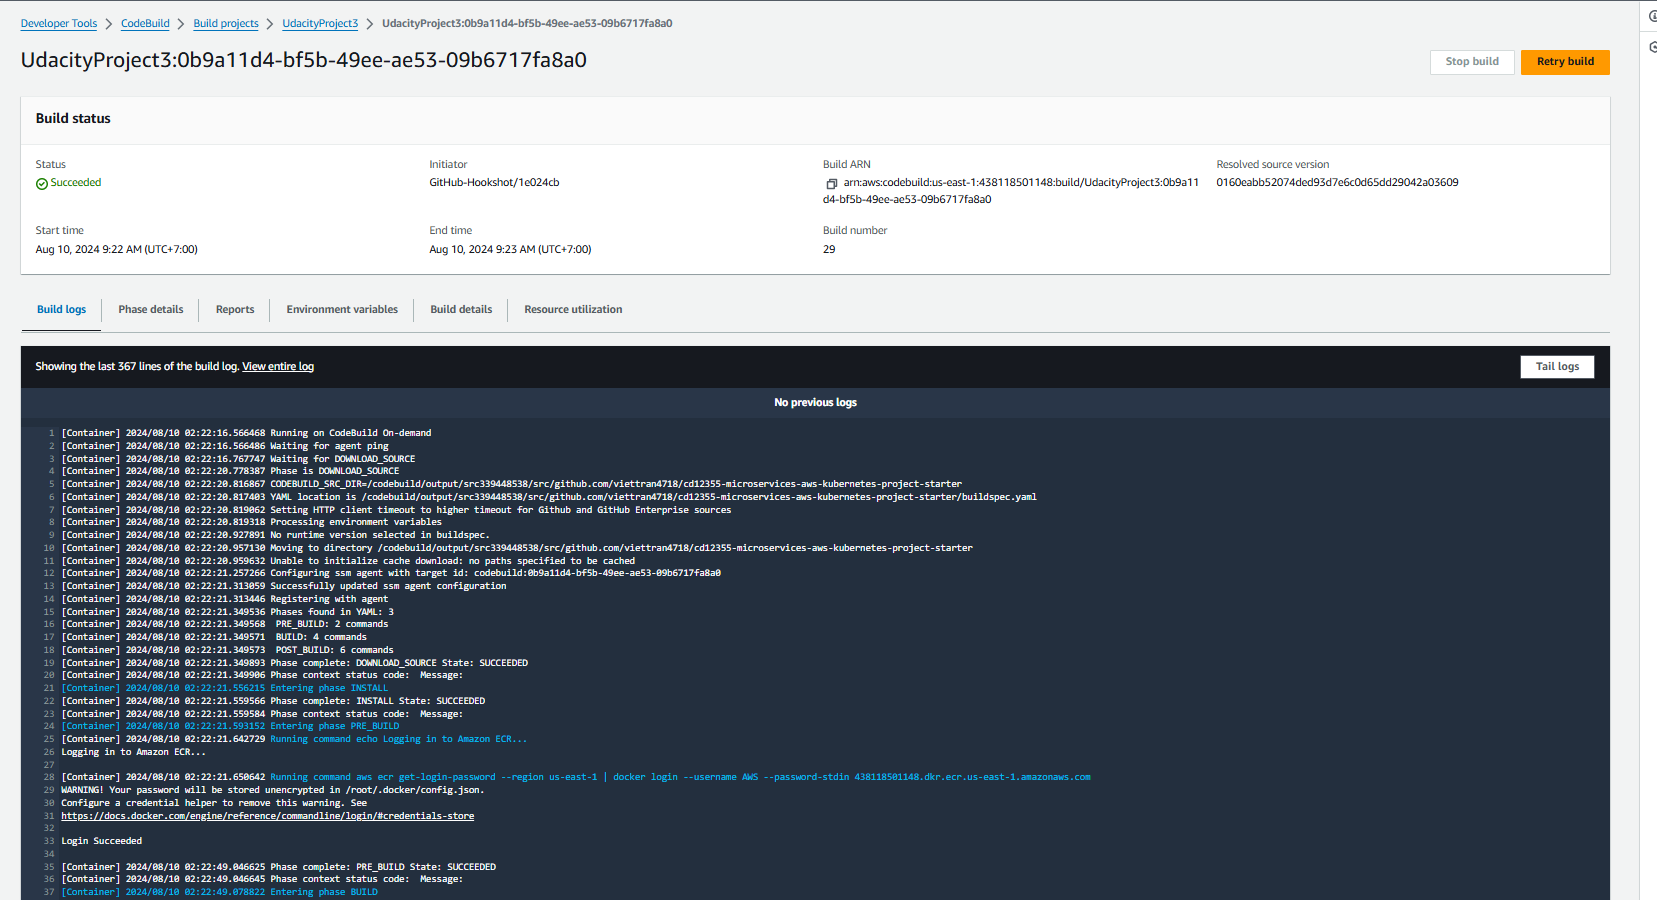 Developer Tools > CodeBuild > Build projects > UdacityProject3 > UdacityProject3:0b9a11d4-bf5b-49ee-ae53-09b6717fa8a0
UdacityProject3:0b9a11d4-bf5b-49ee-ae53-09b6717fa8a0
Stop build Retry build
Build status
Status Initiator Build ARN Resolved source version
Succeeded GitHub-Hookshot/1e024cb arn:aws:codebuild:us-east-1:438118501148:build/UdacityProject3:0b9a11 0160eabb52074ded93d7e6c0d65dd29042a03609
d4-bf5b-49ee-ae53-09b6717fa8a0
Start time End time Build number
Aug 10, 2024 9:22 AM (UTC+7:00) Aug 10, 2024 9:23 AM (UTC+7:00) 29
Build logs Phase details Reports Environment variables Build details Resource utilization
Showing the last 367 lines of the build log. View entire log Tail logs
No previous logs
1 [Container] 2024/08/10 02:22:16.566468 Running on CodeBuild On-demand
2 [Container] 2024/08/10 02:22:16.566486 Waiting for agent ping
3 [Container] 2024/08/10 02:22:16.767747 Waiting for DOWNLOAD_SOURCE
4 [Container] 2024/08/10 02:22:20.778387 Phase is DOWNLOAD_SOURCE
5 [Container] 2024/08/10 02:22:20.816867 CODEBUILD_SRC_DIR=/codebuild/output/src339448538/src/github.com/viettran4718/cd12355-microservices-aws-kubernetes-project-starter
6 [Container] 2024/08/10 02:22:20.817403 YAML location is /codebuild/output/src339448538/src/github.com/viettran4718/cd12355-microservices-aws-kubernetes-project-starter/buildspec.yaml
7 [Container] 2024/08/10 02:22:20.819062 Setting HTTP client timeout to higher timeout for Github and GitHub Enterprise sources
8 [Container] 2024/08/10 02:22:20.819318 Processing environment variables
9 [Container] 2024/08/10 02:22:20.927891 No runtime version selected in buildspec.
10 [Container] 2024/08/10 02:22:20.957130 Moving to directory /codebuild/output/src339448538/src/github.com/viettran4718/cd12355-microservices-aws-kubernetes-project-starter
11 [Container] 2024/08/10 02:22:20.959632 Unable to initialize cache download: no paths specified to be cached
12 [Container] 2024/08/10 02:22:21.257266 Configuring ssm agent with target id: codebuild:0b9a11d4-bf5b-49ee-ae53-09b6717fa8a0
13 [Container] 2024/08/10 02:22:21.313059 Successfully updated ssm agent configuration
14 [Container] 2024/08/10 02:22:21.313446 Registering with agent
15 [Container] 2024/08/10 02:22:21.349536 Phases found in YAML: 3
16 [Container] 2024/08/10 02:22:21.349568  PRE_BUILD: 2 commands
17 [Container] 2024/08/10 02:22:21.349571  BUILD: 4 commands
18 [Container] 2024/08/10 02:22:21.349573  POST_BUILD: 6 commands
19 [Container] 2024/08/10 02:22:21.349893 Phase complete: DOWNLOAD_SOURCE State: SUCCEEDED
20 [Container] 2024/08/10 02:22:21.349906 Phase context status code:  Message:
21 [Container] 2024/08/10 02:22:21.556215 Entering phase INSTALL
22 [Container] 2024/08/10 02:22:21.559566 Phase complete: INSTALL State: SUCCEEDED
23 [Container] 2024/08/10 02:22:21.559584 Phase context status code:  Message:
24 [Container] 2024/08/10 02:22:21.593152 Entering phase PRE_BUILD
25 [Container] 2024/08/10 02:22:21.642729 Running command echo Logging in to Amazon ECR...
26 Logging in to Amazon ECR...
27
28 [Container] 2024/08/10 02:22:21.650642 Running command aws ecr get-login-password --region us-east-1 | docker login --username AWS --password-stdin 438118501148.dkr.ecr.us-east-1.amazonaws.com
29 WARNING! Your password will be stored unencrypted in /root/.docker/config.json.
30 Configure a credential helper to remove this warning. See
31 https://docs.docker.com/engine/reference/commandline/login/#credentials-store
32
33 Login Succeeded
34
35 [Container] 2024/08/10 02:22:49.046625 Phase complete: PRE_BUILD State: SUCCEEDED
36 [Container] 2024/08/10 02:22:49.046645 Phase context status code:  Message:
37 [Container] 2024/08/10 02:22:49.078822 Entering phase BUILD